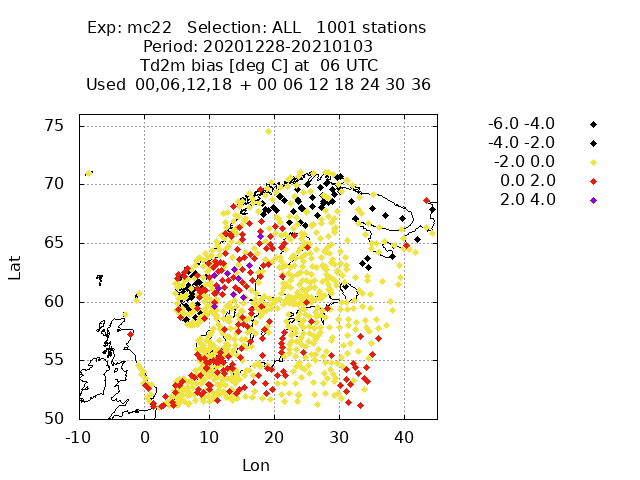 Exp: mc22 Selection: ALL 1001 stations
Period: 20201228-20210103
Td2m bias [deg C] at 06 UTC
Used 00,06,12,18 + 00 06 12 18 24 30 36
-6.0 -4.0
-4.0 -2.0
-2.0 0.0
0.0 2.0
2.0 4.0
75
70
65
60
55
50
Lat
-10 0 10 20 30 40
Lon